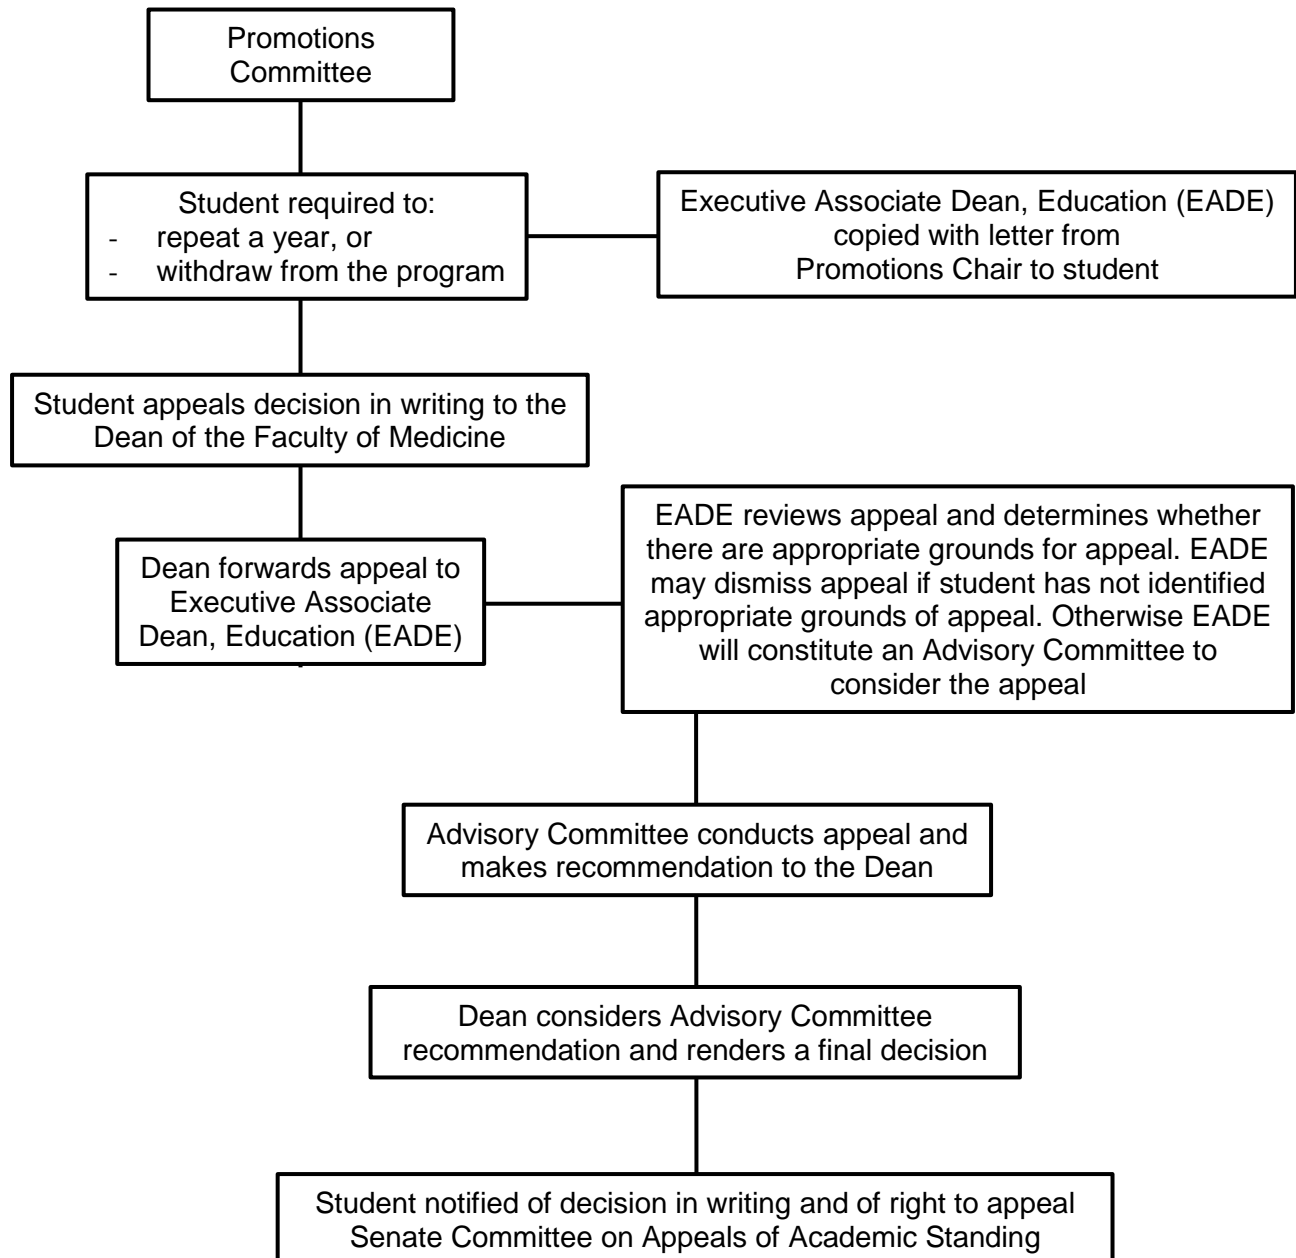 Promotions
Committee
Student required to:
- repeat a year, or
- withdraw from the program
Executive Associate Dean, Education (EADE)
copied with letter from
Promotions Chair to student
Student appeals decision in writing to the
Dean of the Faculty of Medicine
Dean forwards appeal to
Executive Associate
Dean, Education (EADE)
EADE reviews appeal and determines whether
there are appropriate grounds for appeal. EADE
may dismiss appeal if student has not identified
appropriate grounds of appeal. Otherwise EADE
will constitute an Advisory Committee to
consider the appeal
Advisory Committee conducts appeal and
makes recommendation to the Dean
Dean considers Advisory Committee
recommendation and renders a final decision
Student notified of decision in writing and of right to appeal
Senate Committee on Appeals of Academic Standing